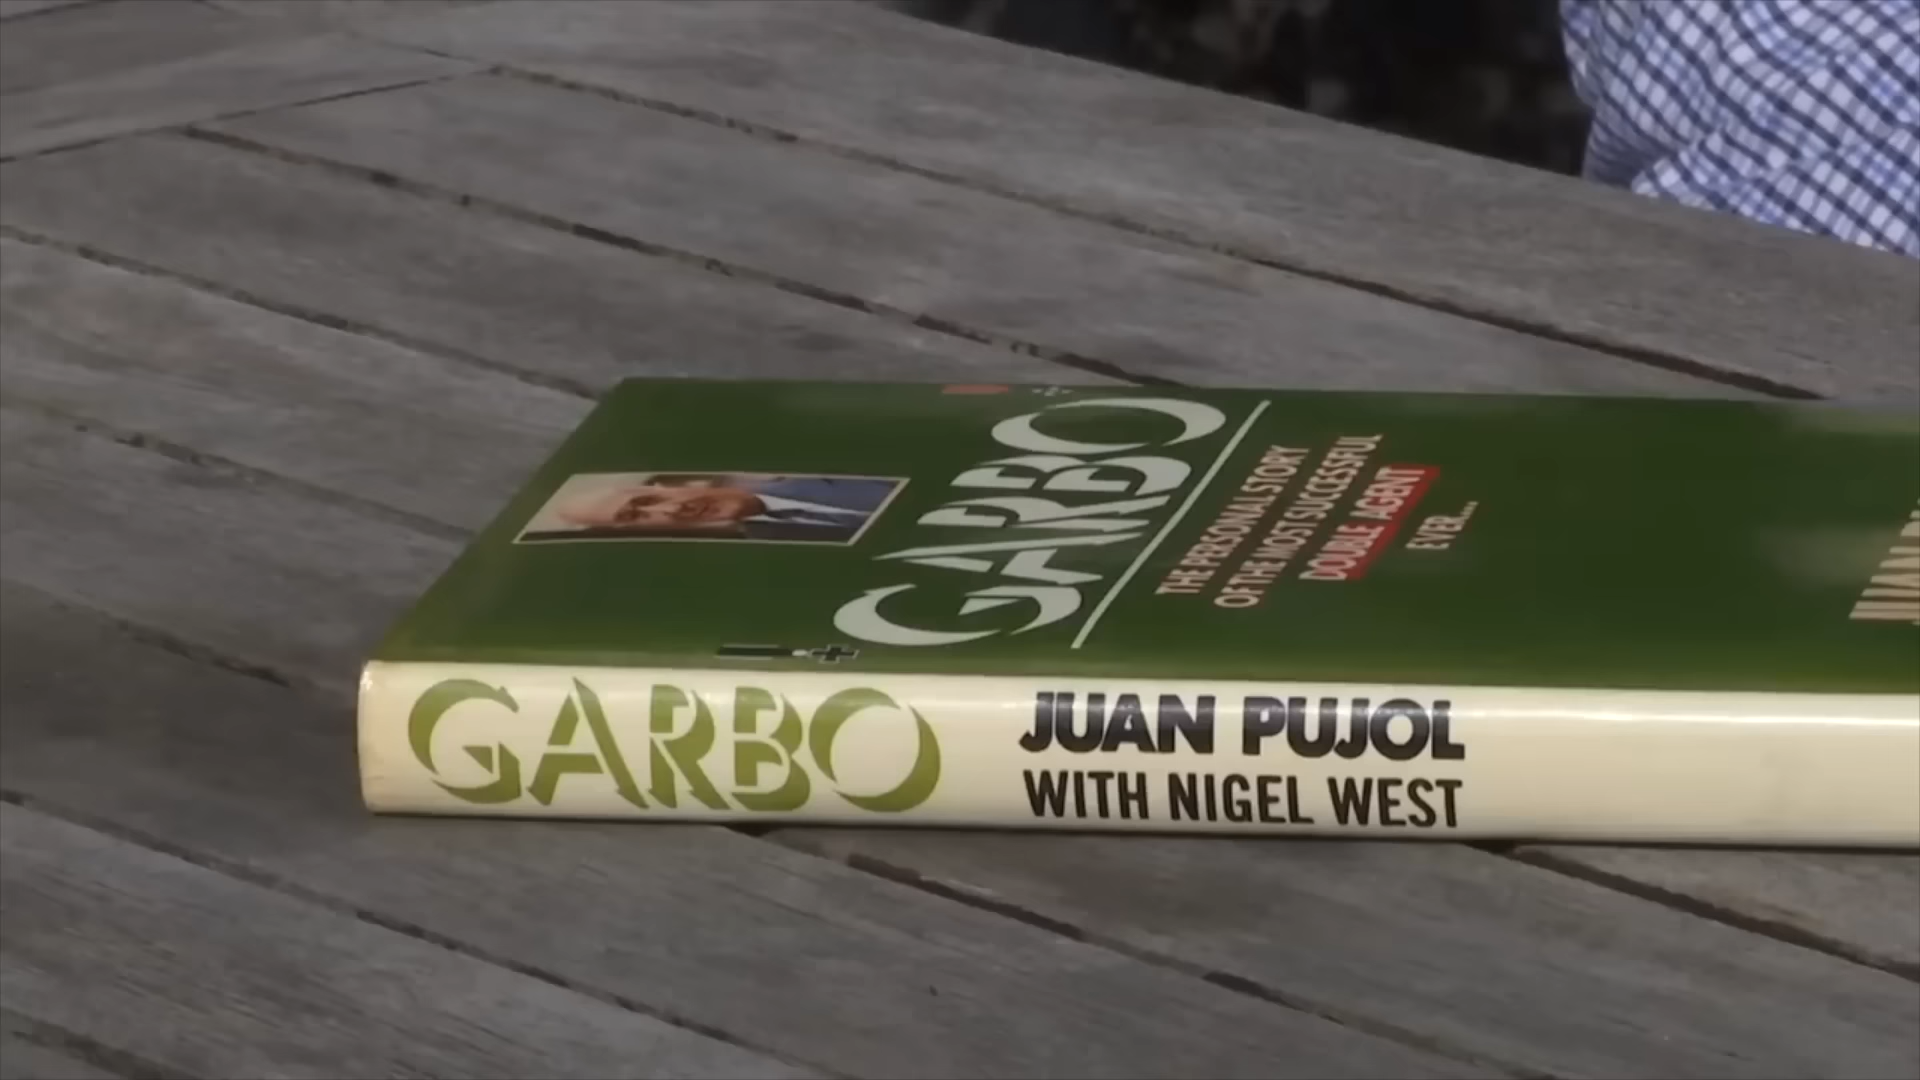 GARBO
THE PERSONAL STORY
OF THE MOST SUCCESSFUL
DOUBLE AGENT
EVER....
GARBO
JUAN PUJOL
WITH NIGEL WEST